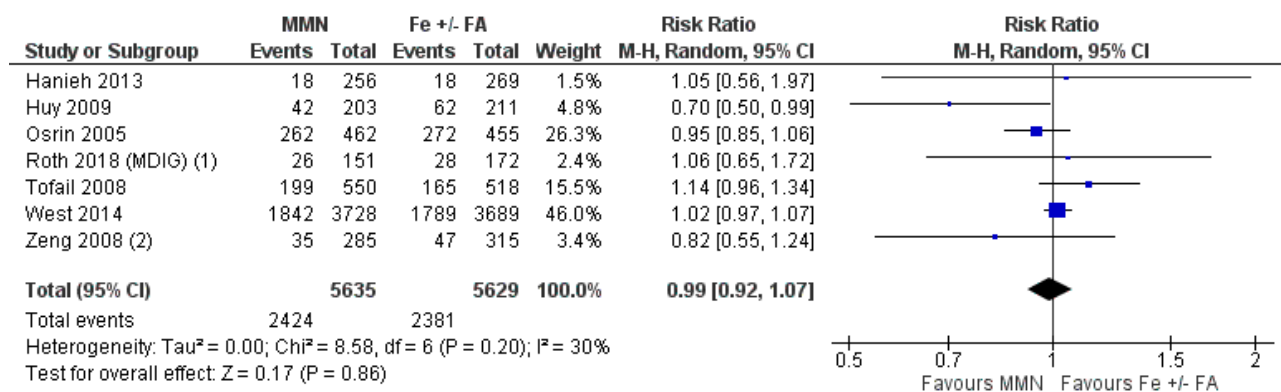 MMN Fe +/- FA Risk Ratio Risk Ratio
Study or Subgroup Events Total Events Total Weight M-H, Random, 95% CI M-H, Random, 95% CI
Hanieh 2013 18 256 18 269 1.5% 1.05 [0.56, 1.97]
Huy 2009 42 203 62 211 4.8% 0.70 [0.50, 0.99]
Osrin 2005 262 462 272 455 26.3% 0.95 [0.85, 1.06]
Roth 2018 (MDIG) (1) 26 151 28 172 2.4% 1.06 [0.65, 1.72]
Tofail 2008 199 550 165 518 15.5% 1.14 [0.96, 1.34]
West 2014 1842 3728 1789 3689 46.0% 1.02 [0.97, 1.07]
Zeng 2008 (2) 35 285 47 315 3.4% 0.82 [0.55, 1.24]
Total (95% CI) 5635 5629 100.0% 0.99 [0.92, 1.07]
Total events 2424 2381
Heterogeneity: Tau² = 0.00; Chi² = 8.58, df = 6 (P = 0.20); I² = 30%
Test for overall effect: Z = 0.17 (P = 0.86)
0.5 0.7 1 1.5 2
Favours MMN Favours Fe +/- FA